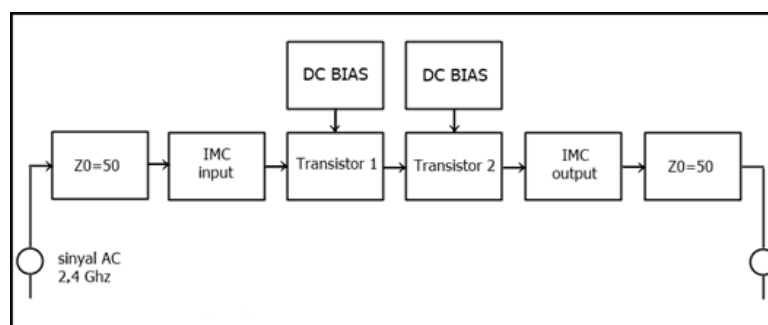 DC BIAS
DC BIAS
Z0=50
IMC
input
Transistor 1
Transistor 2
IMC
output
Z0=50
sinyal AC
2,4 Ghz